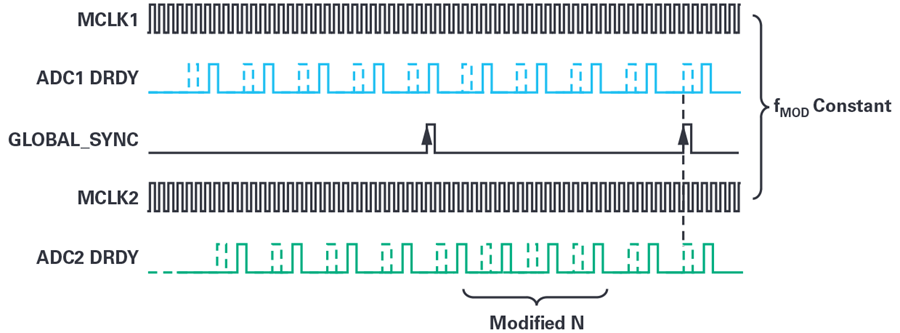 MCLK1
ADC1 DRDY
GLOBAL_SYNC
MCLK2
ADC2 DRDY
fMOD Constant
Modified N